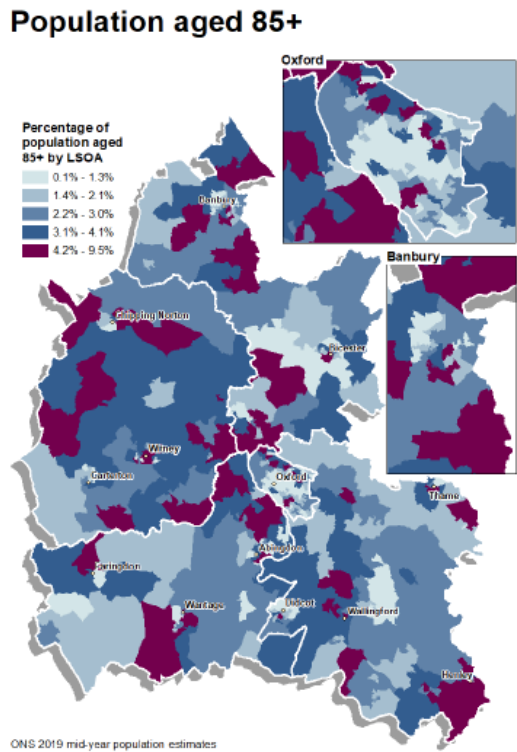 Population aged 85+
Oxford
Percentage of
population aged
85+ by LSOA
0.1% - 1.3%
1.4% - 2.1%
2.2% - 3.0%
3.1% - 4.1%
4.2% - 9.5%
Banbury
Banbury
Chipping Norton
Bicester
Witney
Carterton
Oxford
Thame
Abingdon
Faringdon
Wantage
Didcot
Wallingford
Henley
ONS 2019 mid-year population estimates